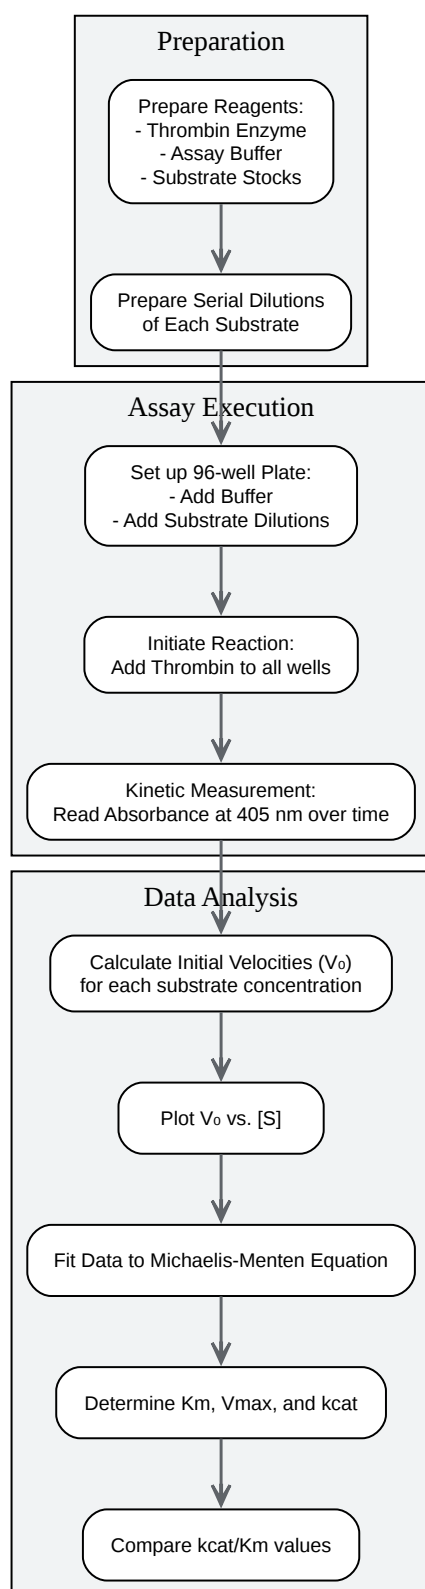 Preparation
Prepare Reagents:
- Thrombin Enzyme
- Assay Buffer
- Substrate Stocks
Prepare Serial Dilutions
of Each Substrate
Assay Execution
Set up 96-well Plate:
- Add Buffer
- Add Substrate Dilutions
Initiate Reaction:
Add Thrombin to all wells
Kinetic Measurement:
Read Absorbance at 405 nm over time
Data Analysis
Calculate Initial Velocities (V₀)
for each substrate concentration
Plot V₀ vs. [S]
Fit Data to Michaelis-Menten Equation
Determine Km, Vmax, and kcat
Compare kcat/Km values